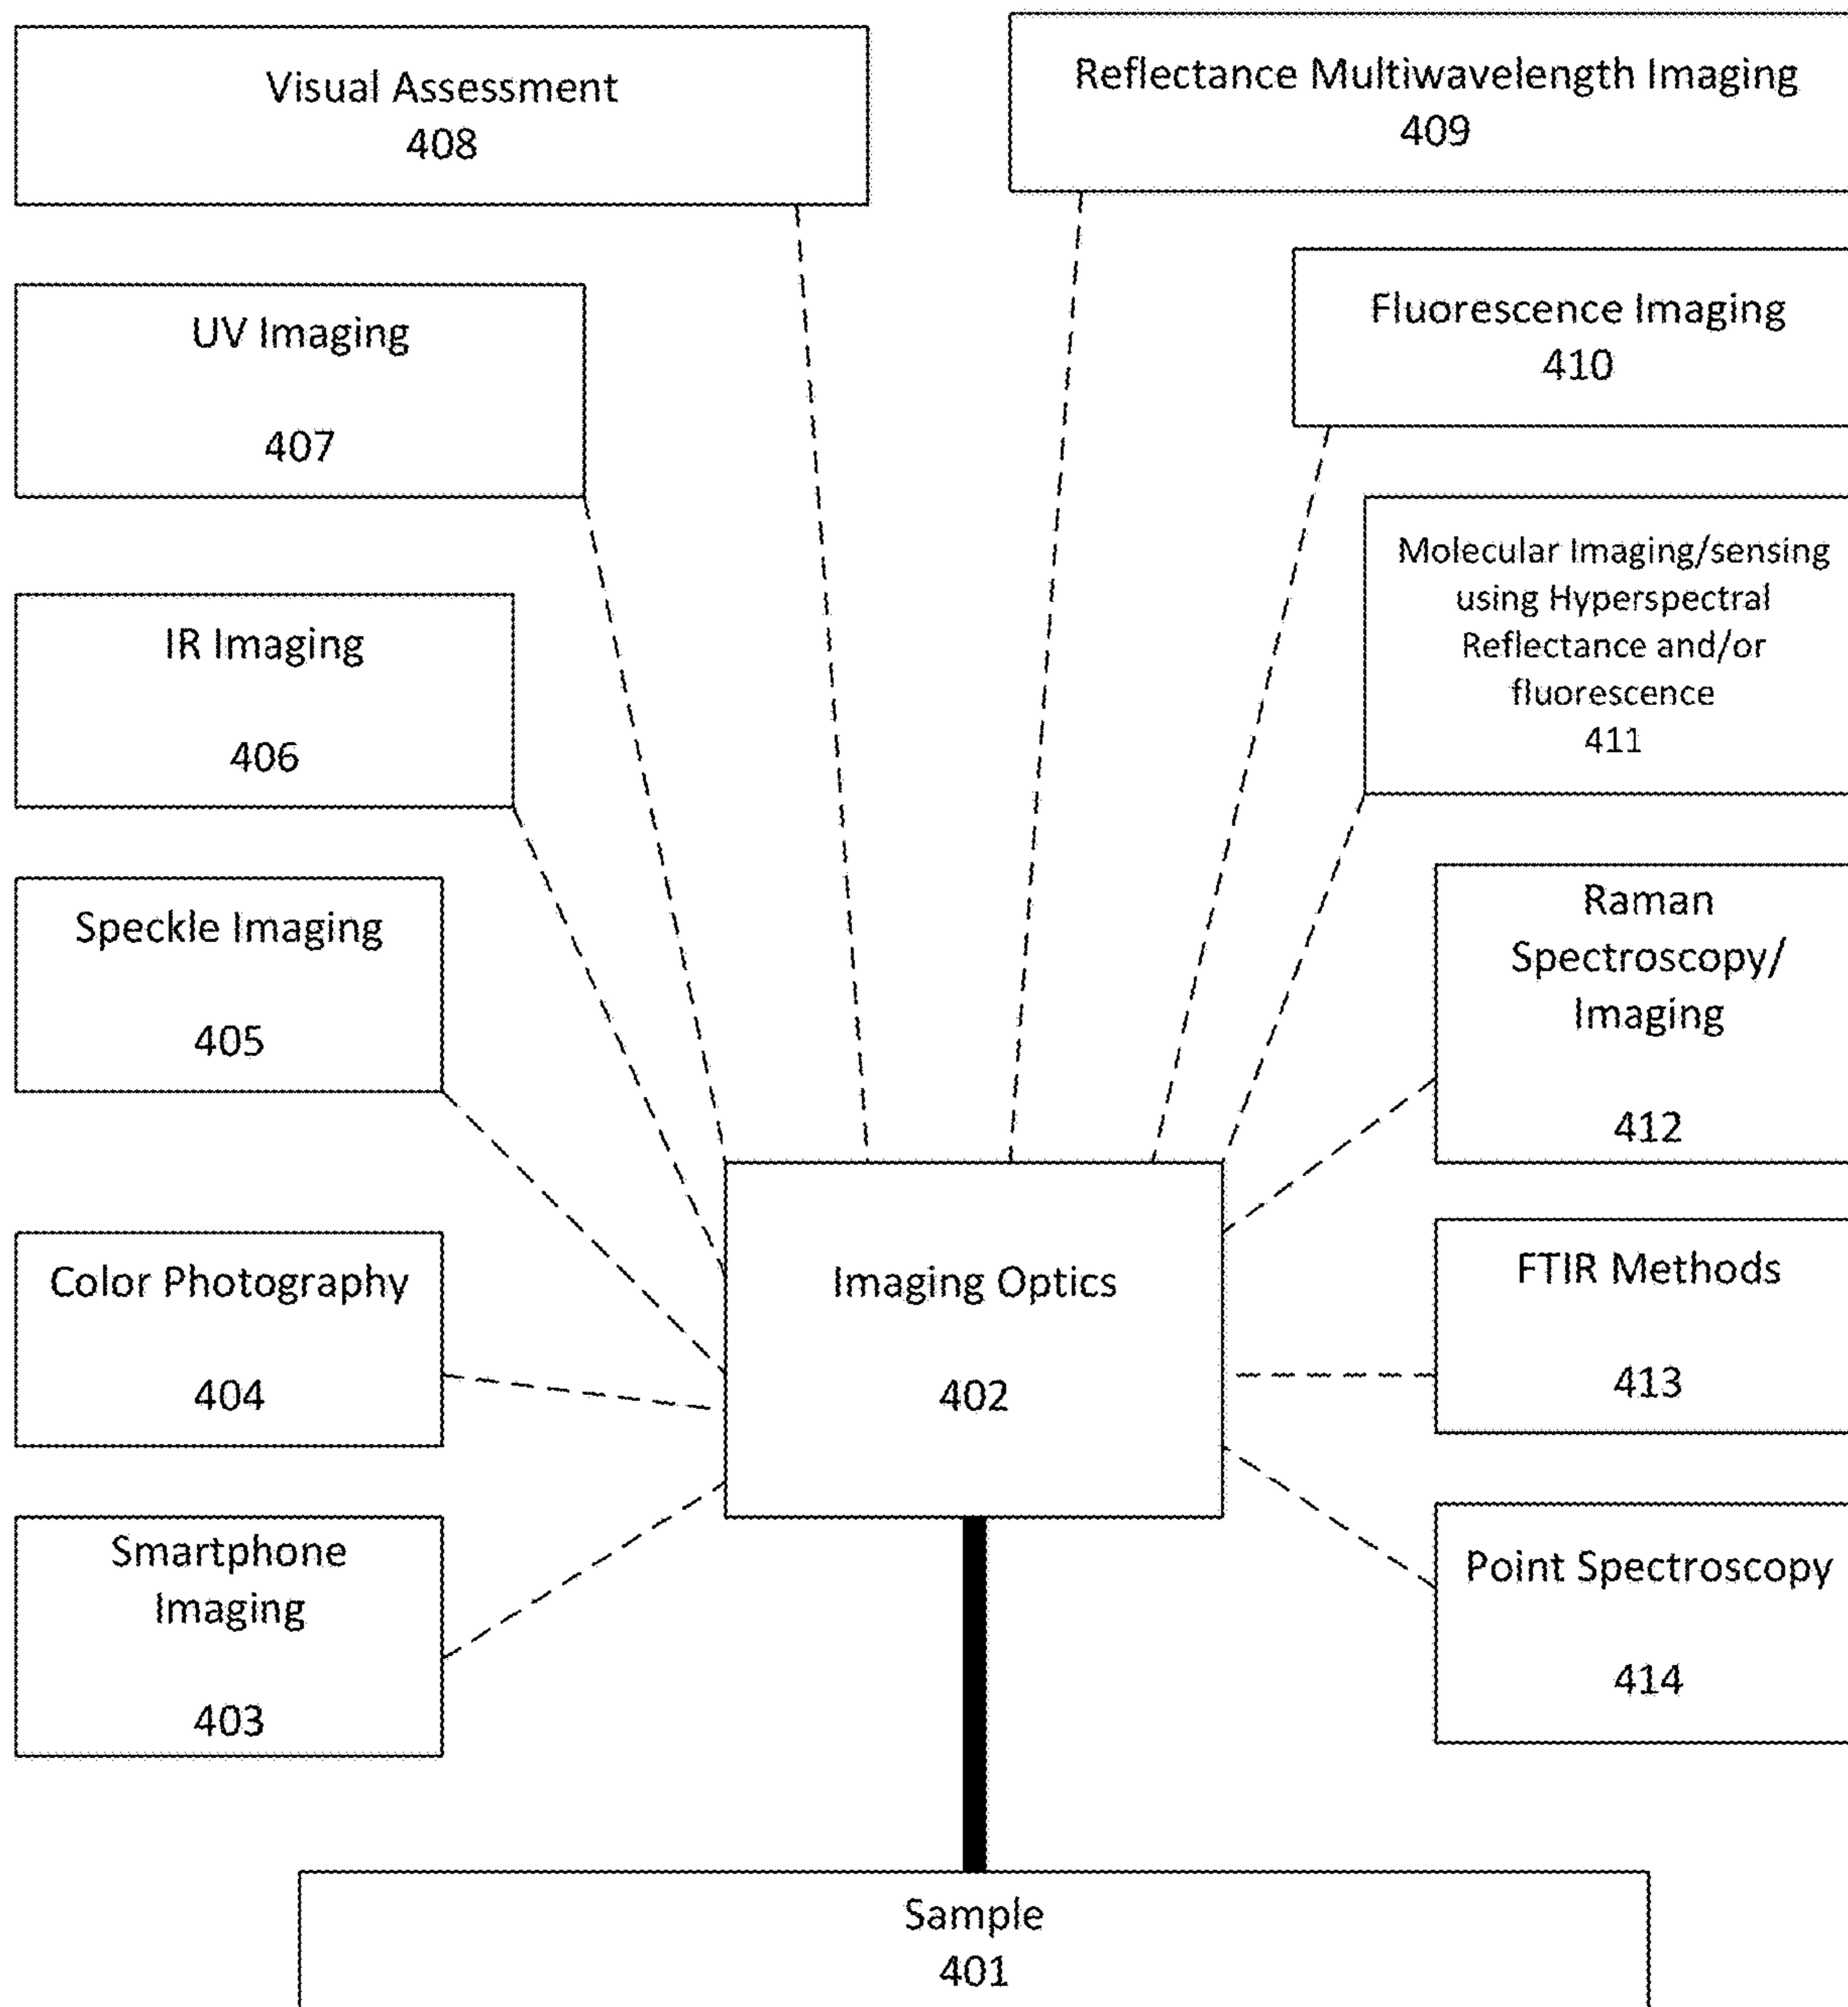 Visual Assessment
408
Reflectance Multiwavelength Imaging
409
UV Imaging
407
Fluorescence Imaging
410
Molecular Imaging/sensing
using Hyperspectral
Reflectance and/or
fluorescence
411
IR Imaging
406
Speckle Imaging
405
Raman
Spectroscopy/
Imaging
412
Color Photography
404
Imaging Optics
402
FTIR Methods
413
Smartphone
Imaging
403
Point Spectroscopy
414
Sample
401